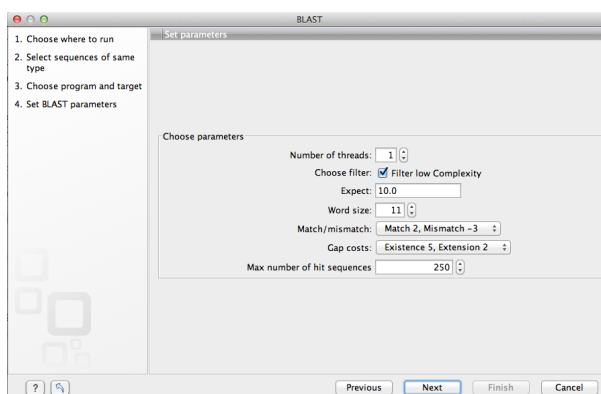 BLAST
1. Choose where to run
2. Select sequences of same
type
3. Choose program and target
4. Set BLAST parameters
Set parameters
Choose parameters
Number of threads: 1
Choose filter: Filter low Complexity
Expect: 10.0
Word size: 11
Match/mismatch: Match 2, Mismatch -3
Gap costs: Existence 5, Extension 2
Max number of hit sequences 250
? Previous Next Finish Cancel